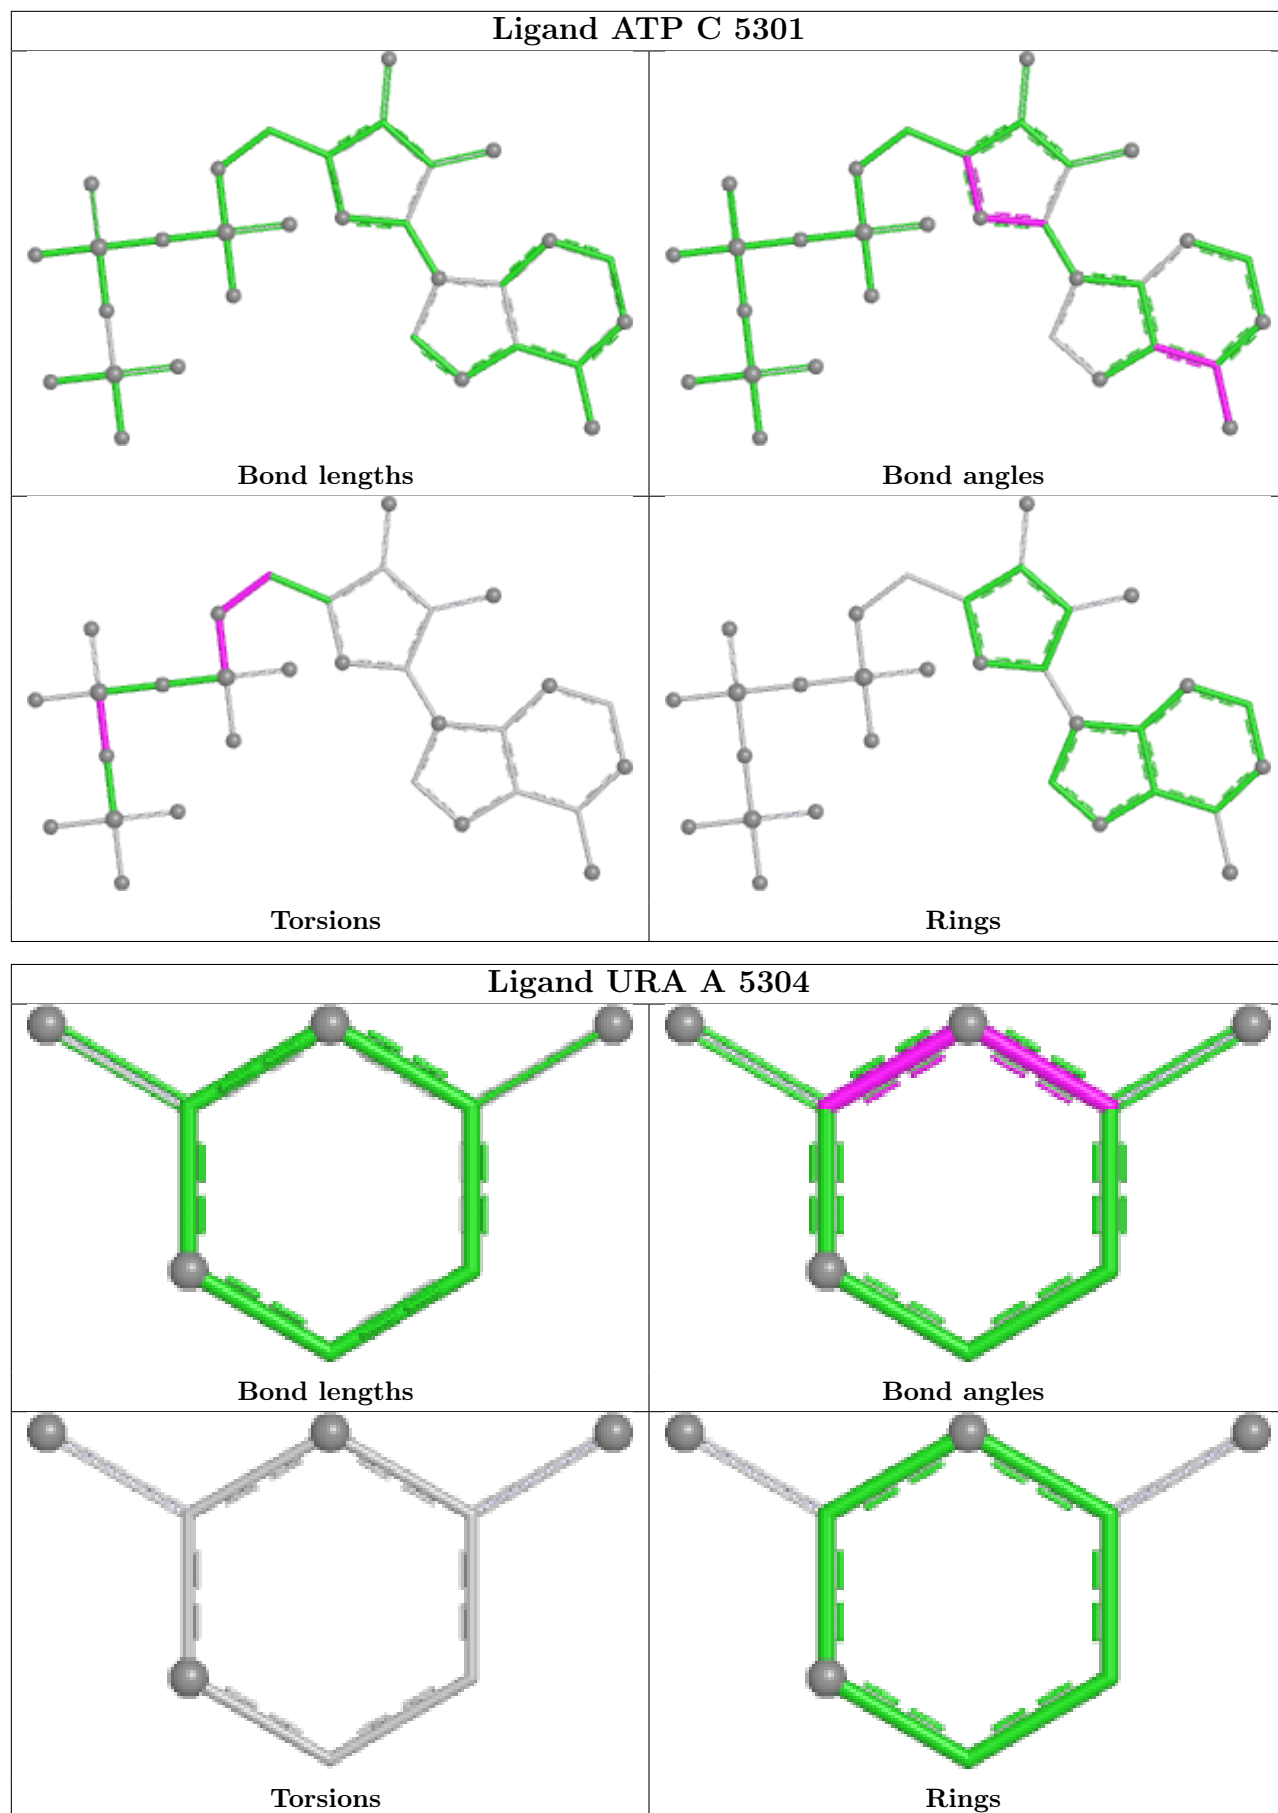 Ligand ATP C 5301
Bond lengths
Bond angles
Torsions
Rings
Ligand URA A 5304
Bond lengths
Bond angles
Torsions
Rings